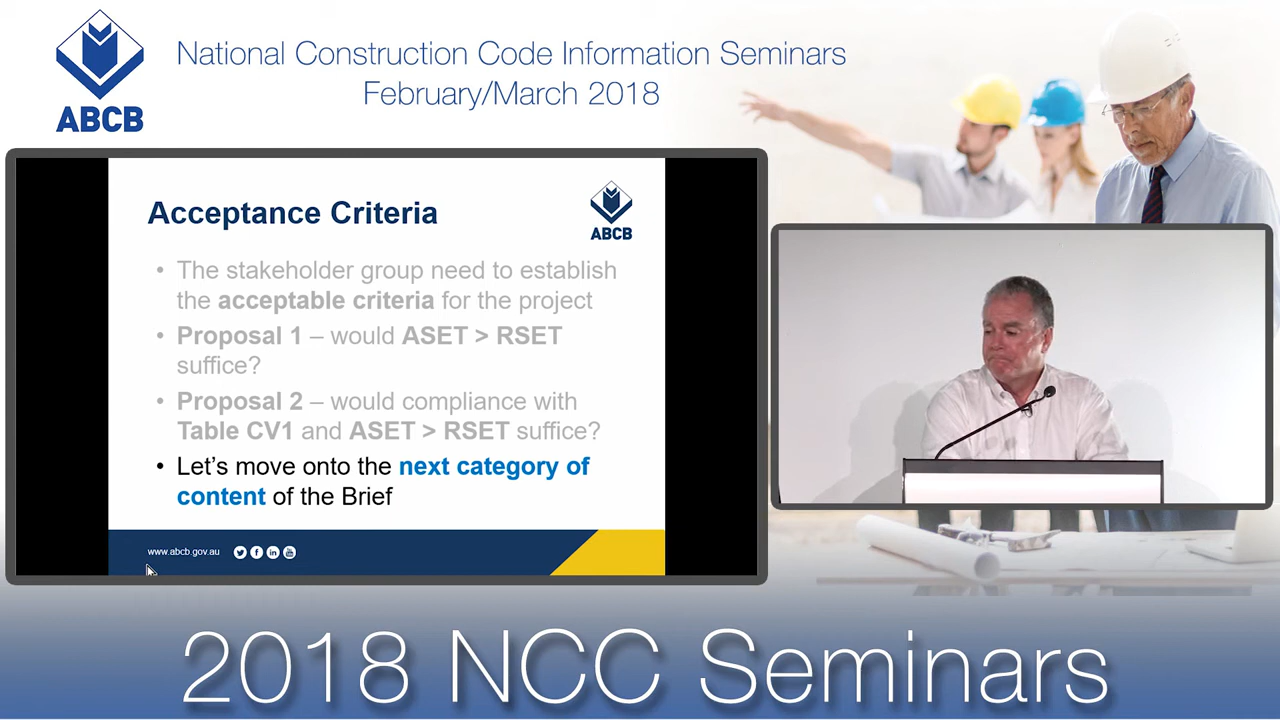 ABCB
National Construction Code Information Seminars
February/March 2018
Acceptance Criteria
ABCB
• The stakeholder group need to establish
the acceptable criteria for the project
• Proposal 1 – would ASET > RSET
suffice?
• Proposal 2 – would compliance with
Table CV1 and ASET > RSET suffice?
• Let's move onto the next category of
content of the Brief
www.abcb.gov.au
2018 NCC Seminars